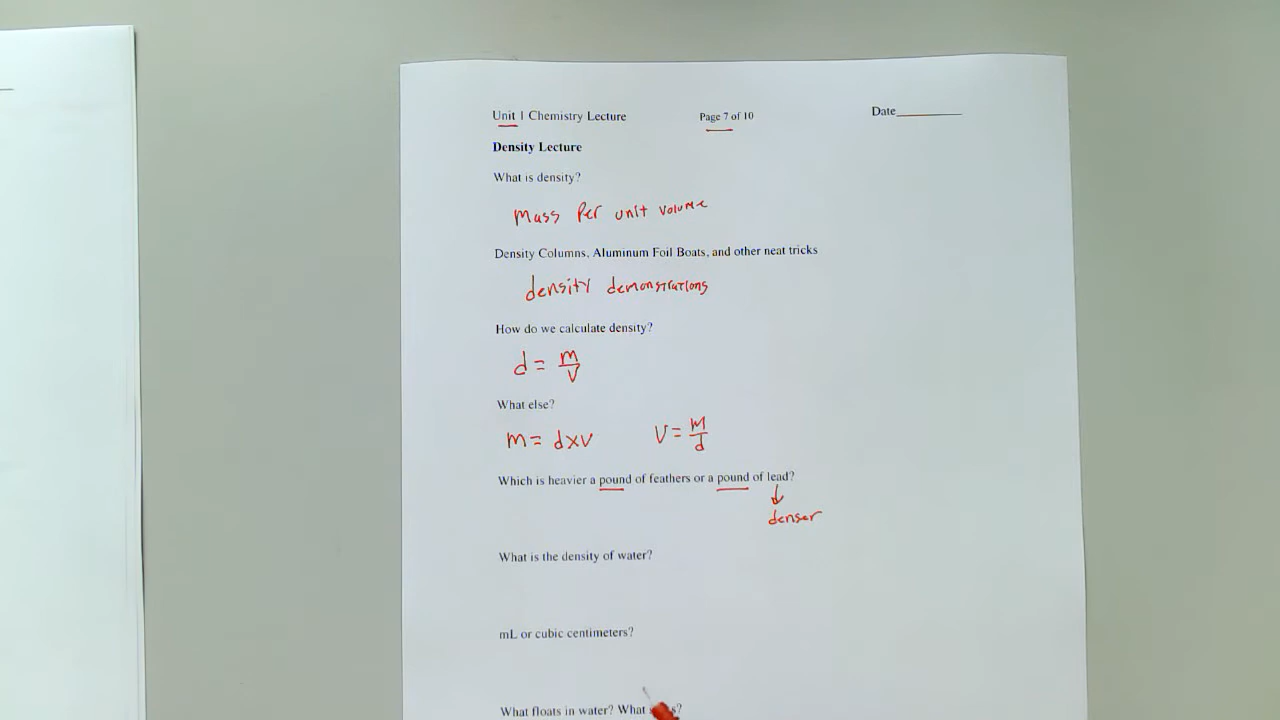 Unit 1 Chemistry Lecture Page 7 of 10 Date
Density Lecture
What is density?
Mass Per unit volume
Density Columns, Aluminum Foil Boats, and other neat tricks
density demonstrations
How do we calculate density?
d = m/V
What else?
m = dxv V = m/d
Which is heavier a pound of feathers or a pound of lead?
denser
What is the density of water?
mL or cubic centimeters?
What floats in water? What